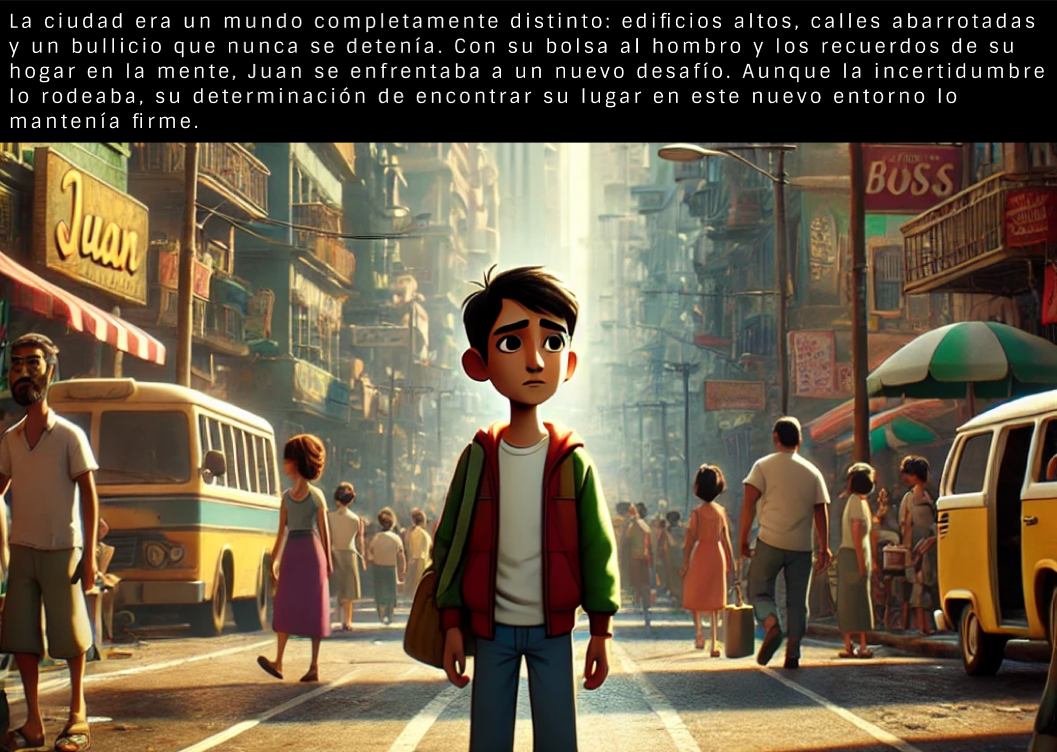 La ciudad era un mundo completamente distinto: edificios altos, calles abarrotadas
y un bullicio que nunca se detenía. Con su bolsa al hombro y los recuerdos de su
hogar en la mente, Juan se enfrentaba a un nuevo desafío. Aunque la incertidumbre
lo rodeaba, su determinación de encontrar su lugar en este nuevo entorno lo
mantenía firme.
Juan
BUSS